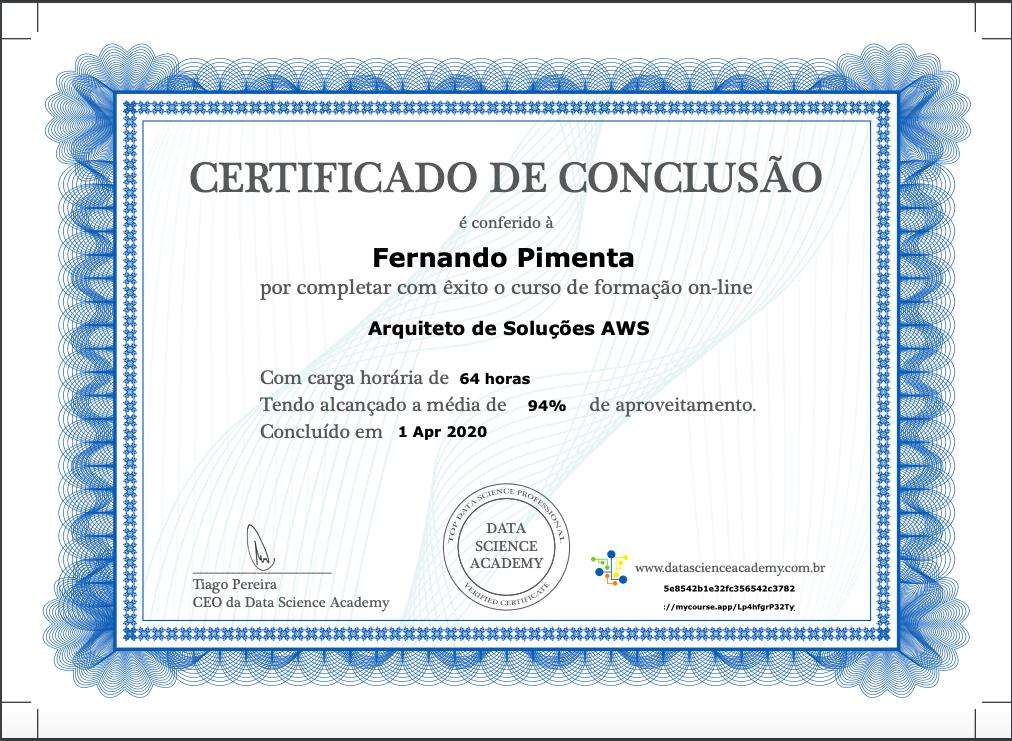 CERTIFICADO DE CONCLUSÃO
é conferido à
Fernando Pimenta
por completar com êxito o curso de formação on-line
Arquiteto de Soluções AWS
Com carga horária de 64 horas
Tendo alcançado a média de 94% de aproveitamento.
Concluído em 1 Apr 2020
TOP DATA SCIENCE PROFESSIONAL
DATA
SCIENCE
ACADEMY
VERIFIED CERTIFICATE
Tiago Pereira
CEO da Data Science Academy
www.datascienceacademy.com.br
5e8542b1e32fc356542c3782
://mycourse.app/Lp4hfgrP32Ty